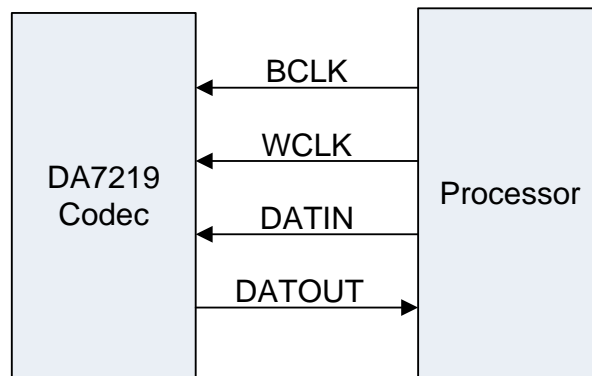 DA7219
Codec
BCLK
WCLK
DATIN
DATOUT
Processor